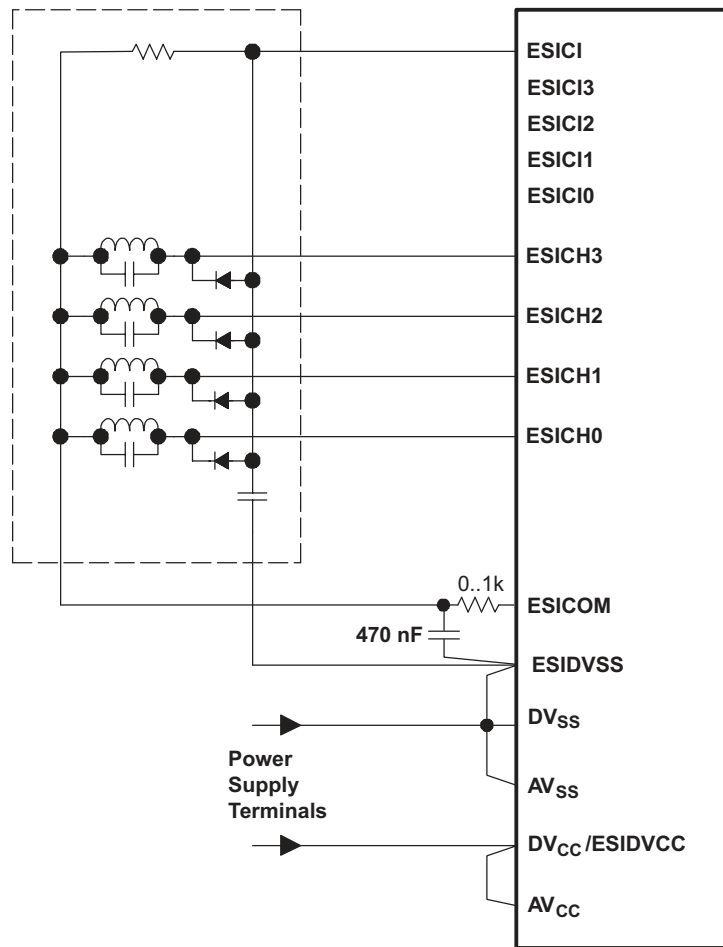 ESICI
ESICI3
ESICI2
ESICI1
ESICI0
ESICH3
ESICH2
ESICH1
ESICH0
0..1k
ESICOM
470 nF
ESIDVSS
DVSS
Power
Supply
Terminals
AVSS
DVCC /ESIDVCC
AVCC